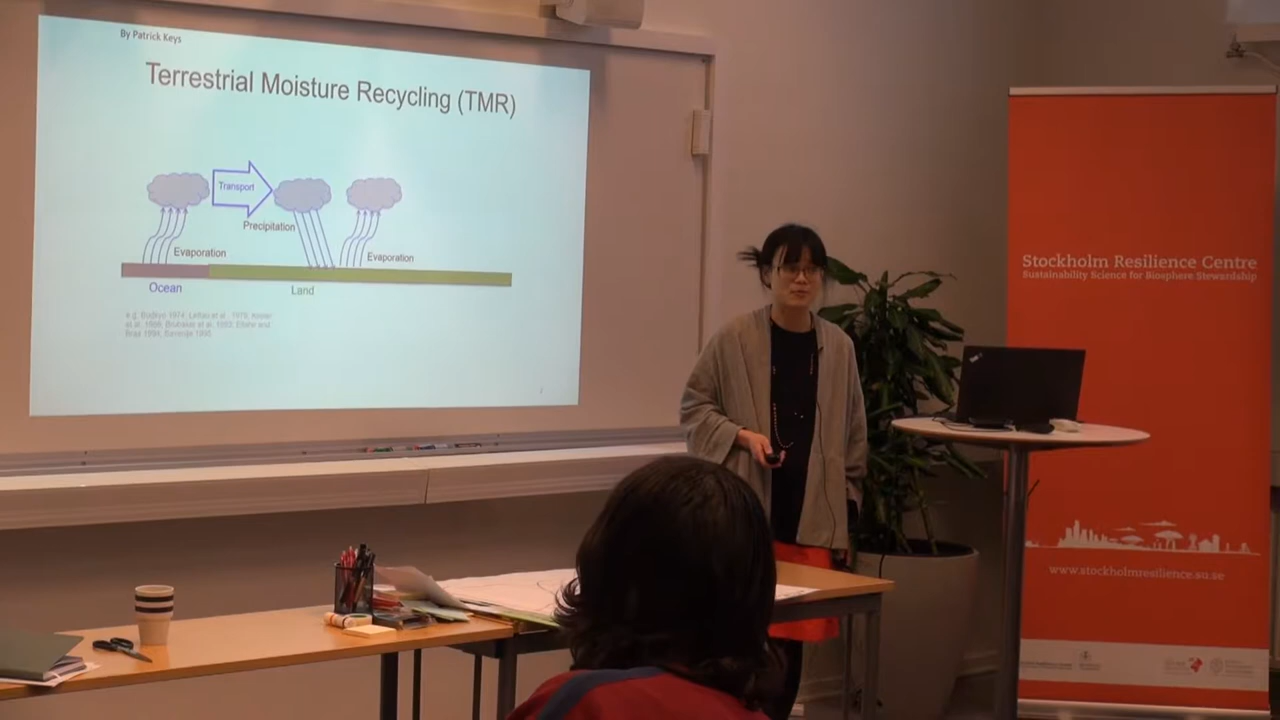 By Patrick Keys
Terrestrial Moisture Recycling (TMR)
Transport
Precipitation
Evaporation
Evaporation
Ocean
Land
Stockholm Resilience Centre
Sustainability Science for Biosphere Stewardship
www.stockholmresilience.su.se